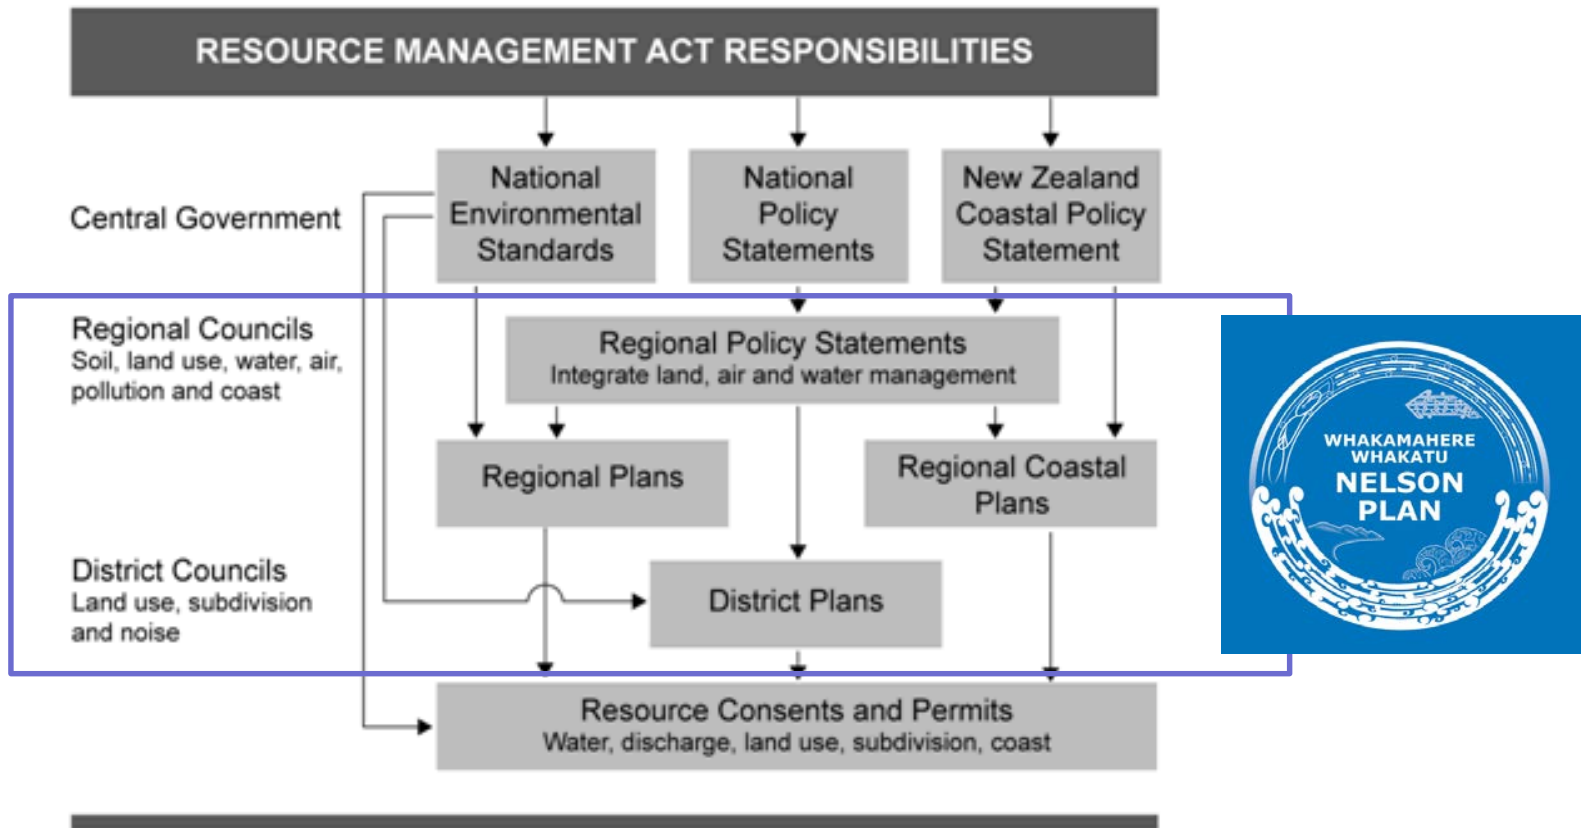 RESOURCE MANAGEMENT ACT RESPONSIBILITIES
Central Government
National
Environmental
Standards
National
Policy
Statements
New Zealand
Coastal Policy
Statement
Regional Councils
Soil, land use, water, air,
pollution and coast
Regional Policy Statements
Integrate land, air and water management
Regional Plans
Regional Coastal
Plans
WHAKAMAHERE
WHAKATU
NELSON
PLAN
District Councils
Land use, subdivision
and noise
District Plans
Resource Consents and Permits
Water, discharge, land use, subdivision, coast